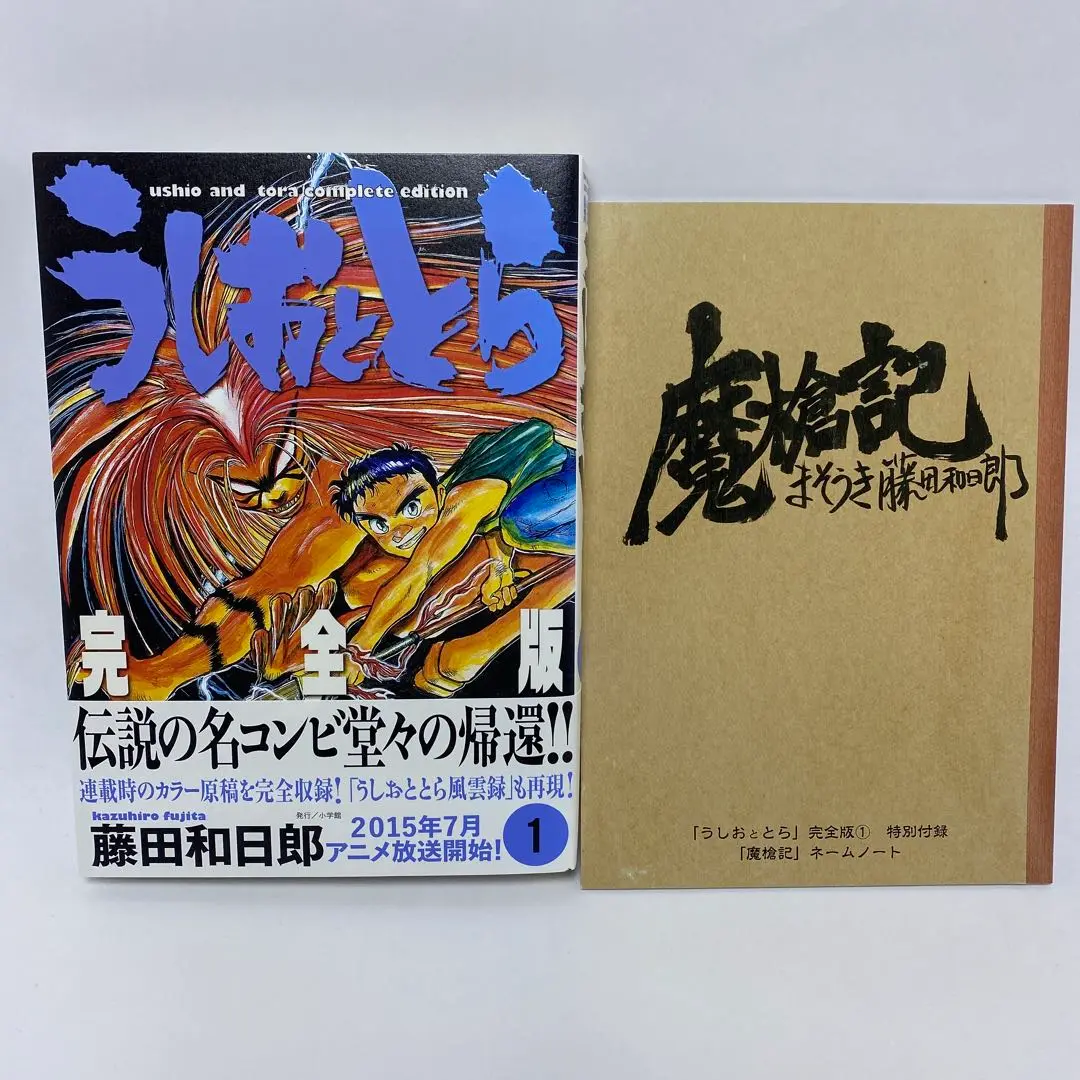 ushio and tora complete edition
うしおととら
完全版
伝説の名コンビ堂々の帰還!!
連載時のカラー原稿を完全収録!「うしおととら風雲録」も再現!
kazuhiro fujita
発行/小学館
藤田和日郎
2015年7月
アニメ放送開始!
1
魔槍記
まそうき 藤田和日郎
「うしおととら」完全版① 特別付録
「魔槍記」ネームノート